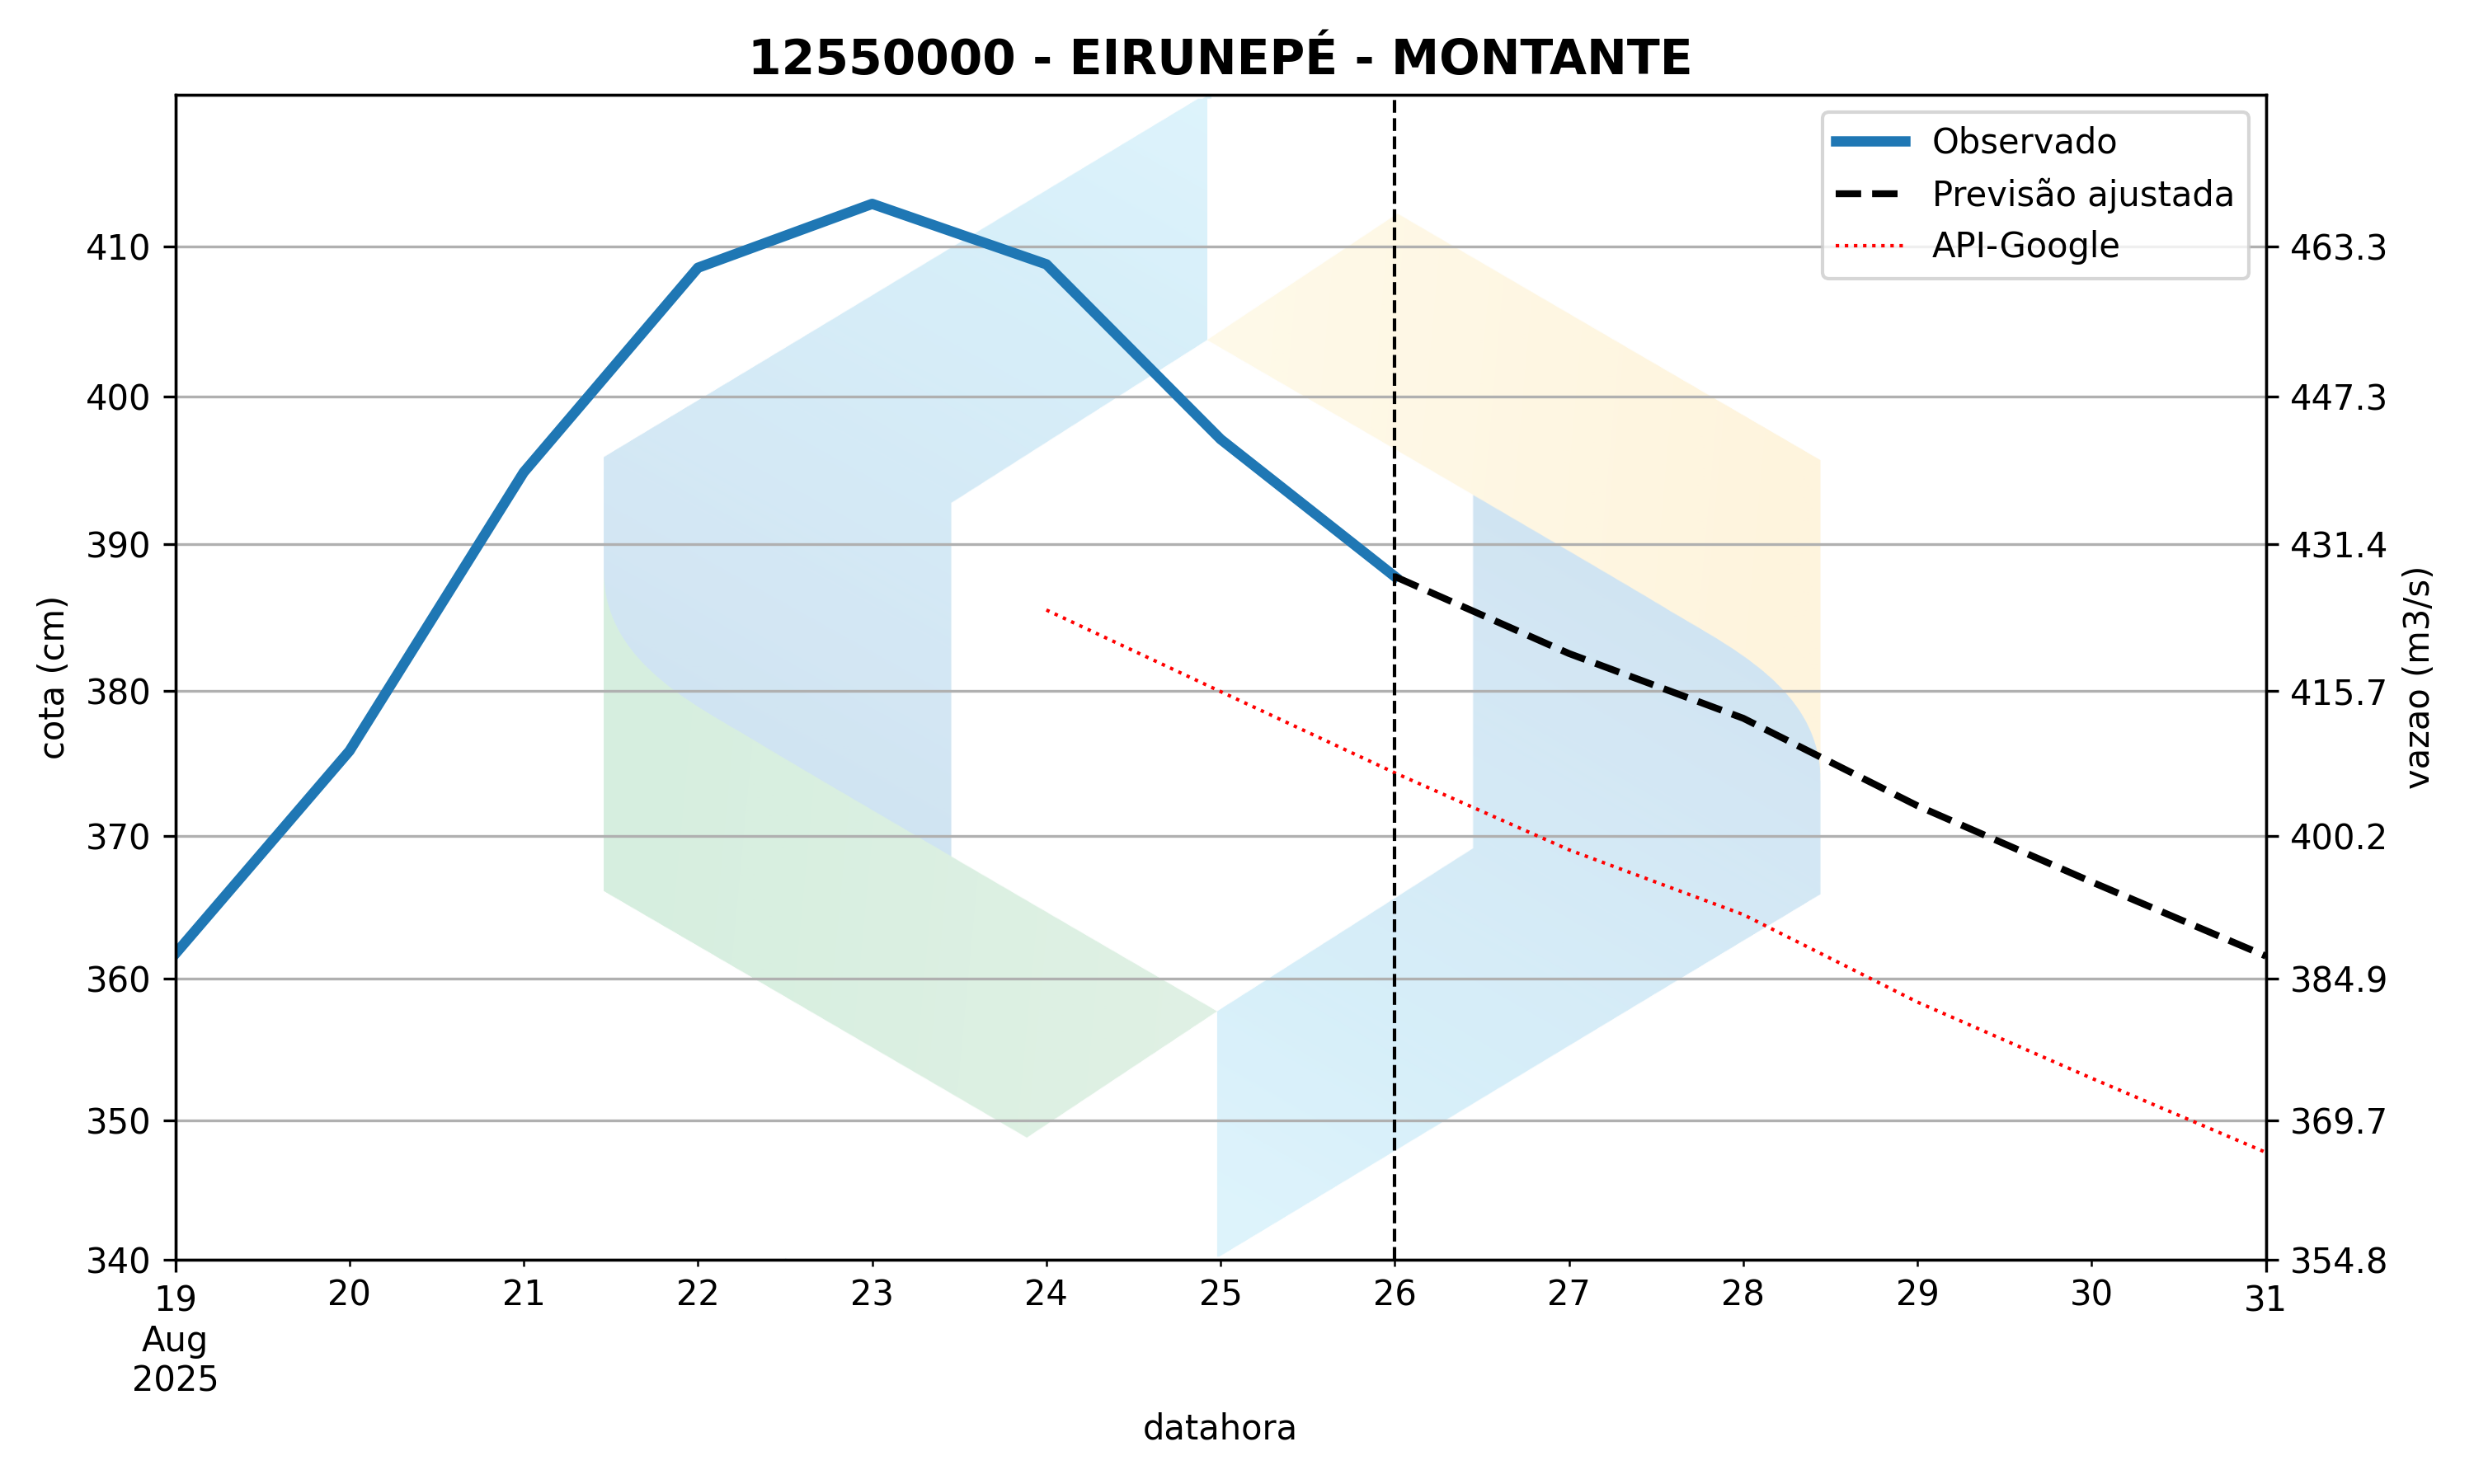 12550000 - EIRUNEPÉ - MONTANTE
Observado
Previsão ajustada
API-Google
410
400
390
380
370
360
350
340
cota (cm)
463.3
447.3
431.4
415.7
400.2
384.9
369.7
354.8
vazao (m3/s)
19 20 21 22 23 24 25 26 27 28 29 30 31
Aug
2025
datahora